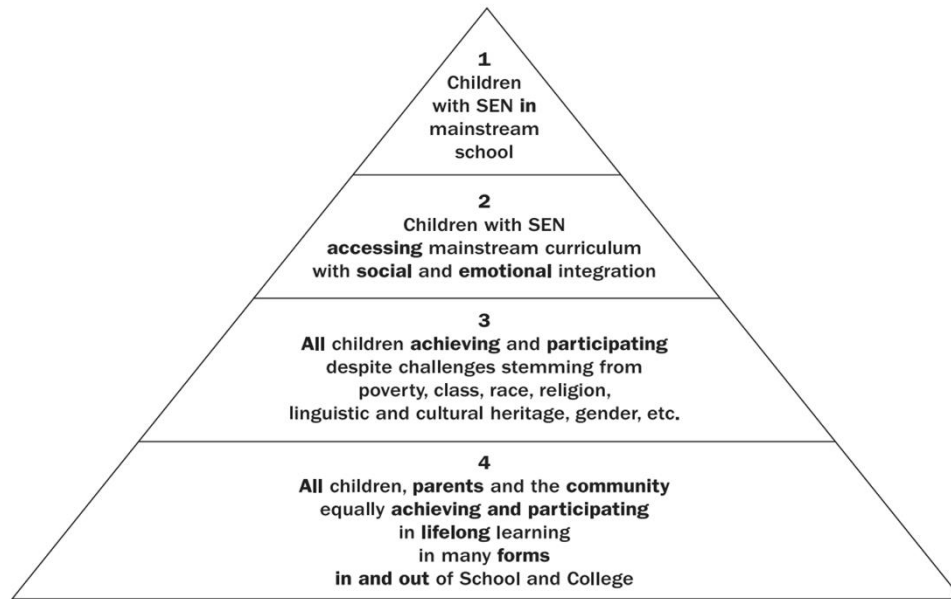 1
Children
with SEN in
mainstream
school
2
Children with SEN
accessing mainstream curriculum
with social and emotional integration
3
All children achieving and participating
despite challenges stemming from
poverty, class, race, religion,
linguistic and cultural heritage, gender, etc.
4
All children, parents and the community
equally achieving and participating
in lifelong learning
in many forms
in and out of School and College